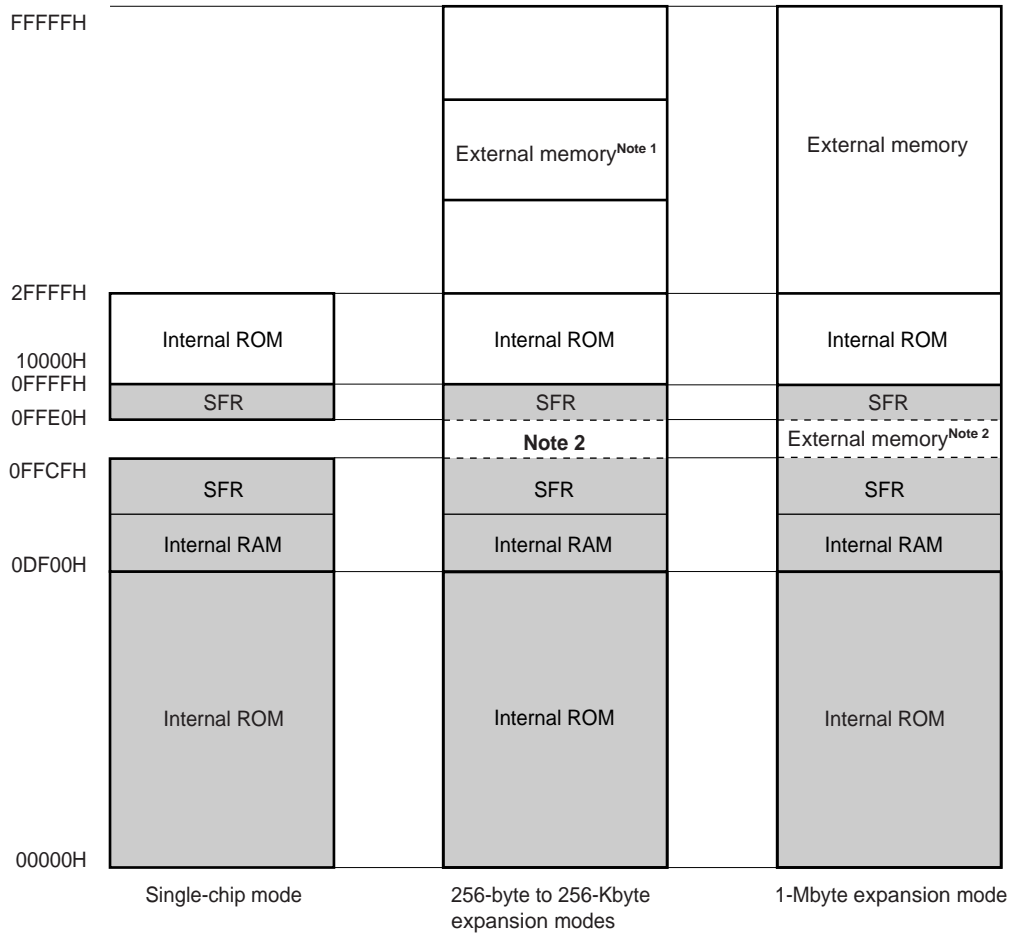 FFFFFH
External memoryNote 1
External memory
2FFFFH
Internal ROM
Internal ROM
Internal ROM
10000H
0FFFFH
SFR
SFR
SFR
0FFE0H
Note 2
External memoryNote 2
0FFCFH
SFR
SFR
SFR
Internal RAM
Internal RAM
Internal RAM
0DF00H
Internal ROM
Internal ROM
Internal ROM
00000H
Single-chip mode
256-byte to 256-Kbyte
expansion modes
1-Mbyte expansion mode